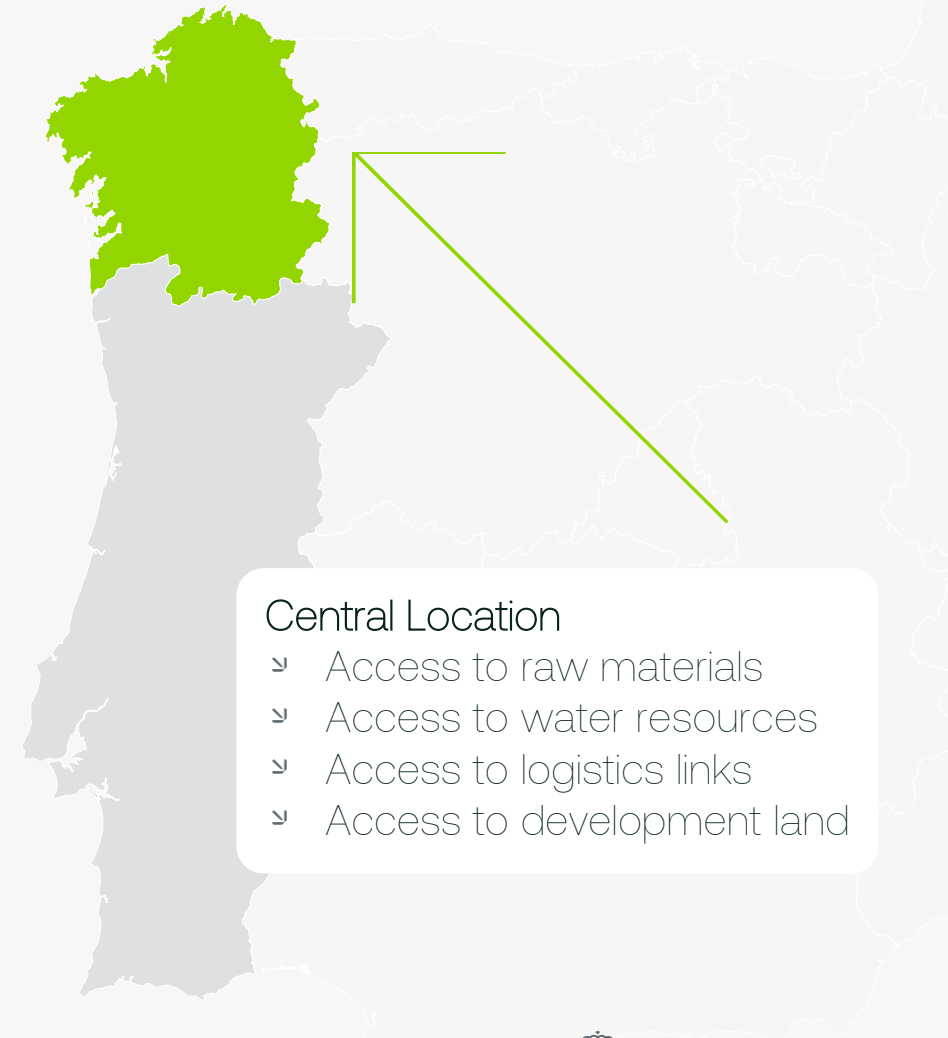 Central Location
Access to raw materials
Access to water resources
Access to logistics links
Access to development land